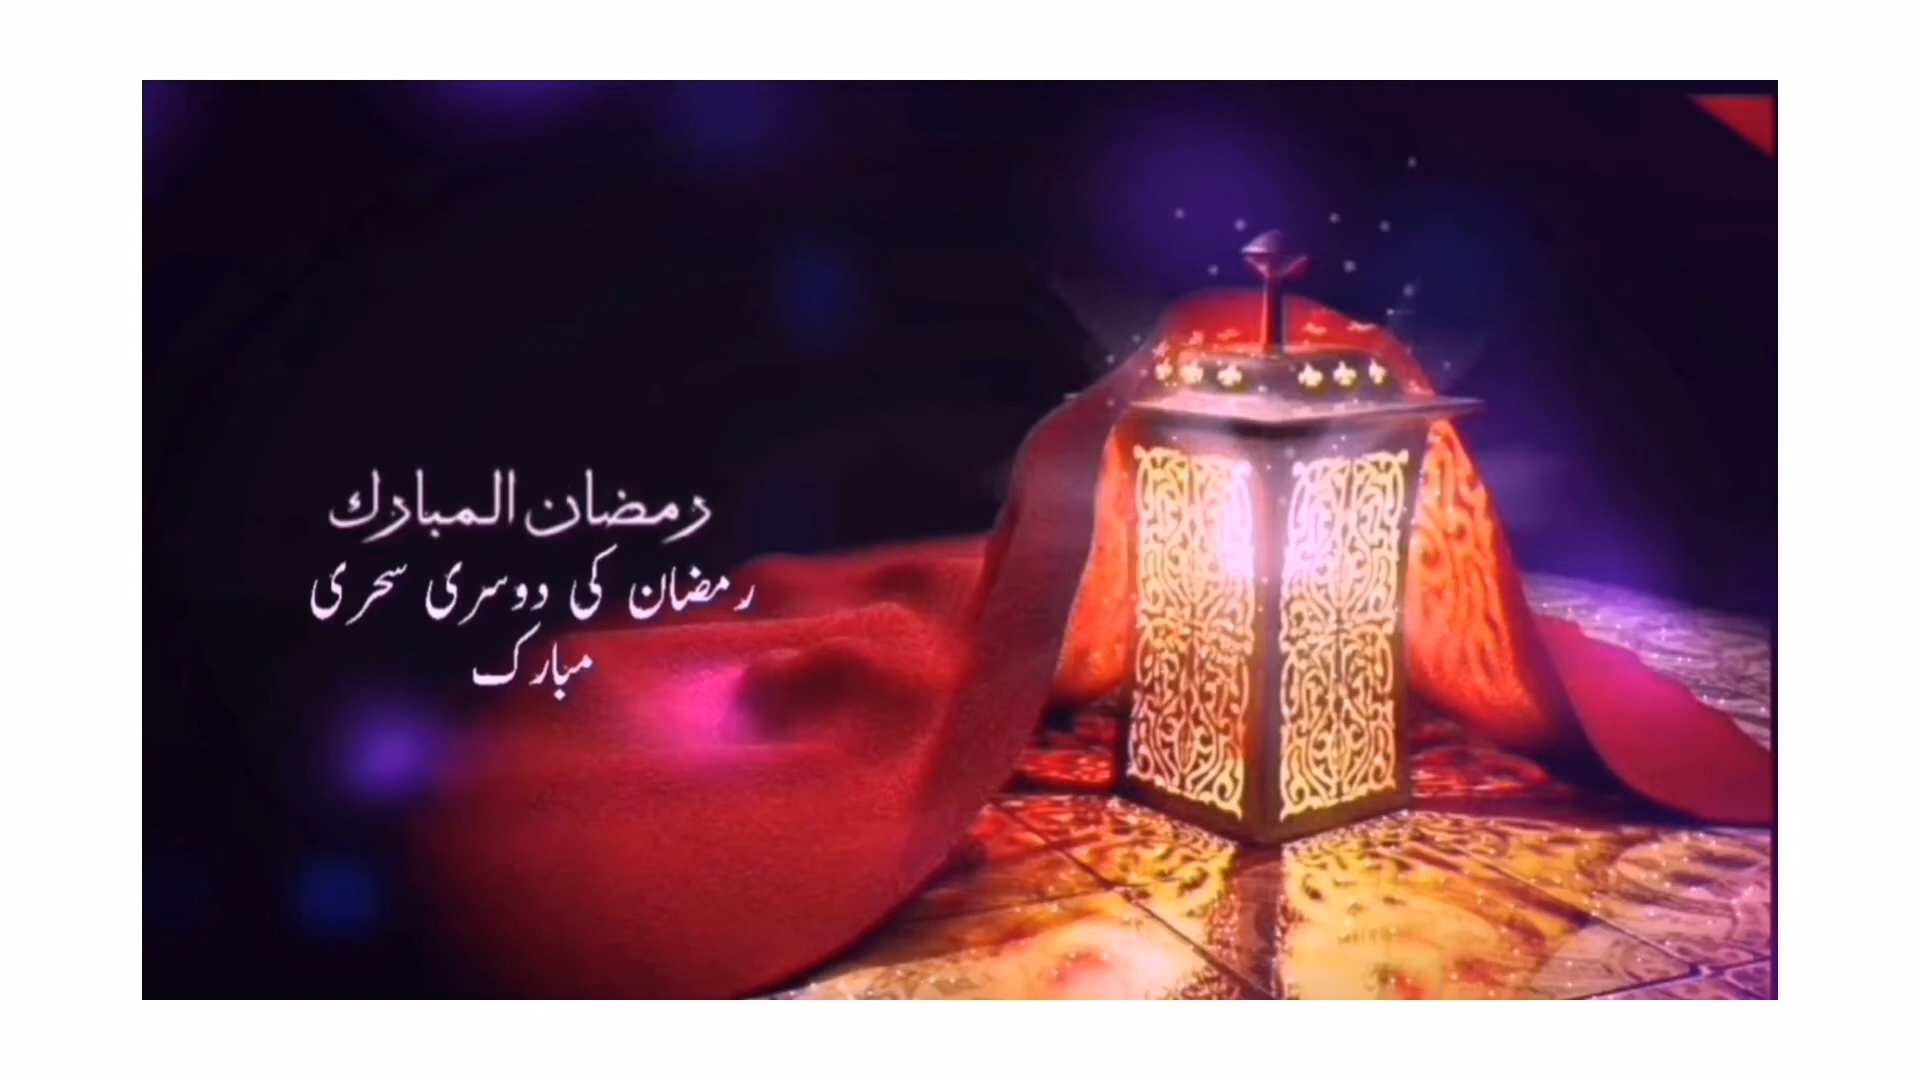 رمضان المبارك
رمضان کی دوسری سحری
مبارک